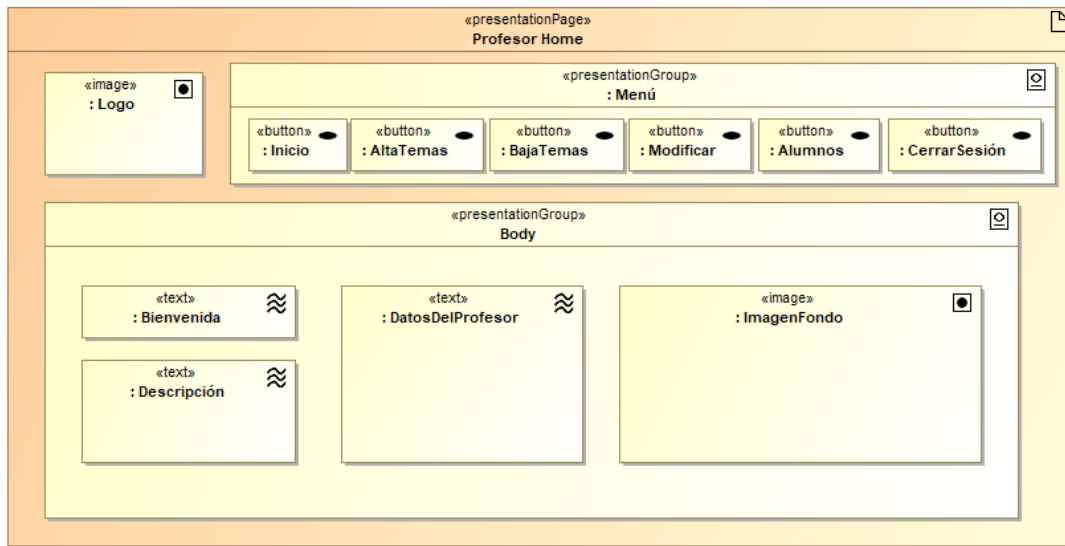 «presentationPage»
Profesor Home
«image»
: Logo
«presentationGroup»
: Menú
«button»
: Inicio
«button»
: AltaTemas
«button»
: BajaTemas
«button»
: Modificar
«button»
: Alumnos
«button»
: CerrarSesión
«presentationGroup»
Body
«text»
: Bienvenida
«text»
: Descripción
«text»
: DatosDelProfesor
«image»
: ImagenFondo